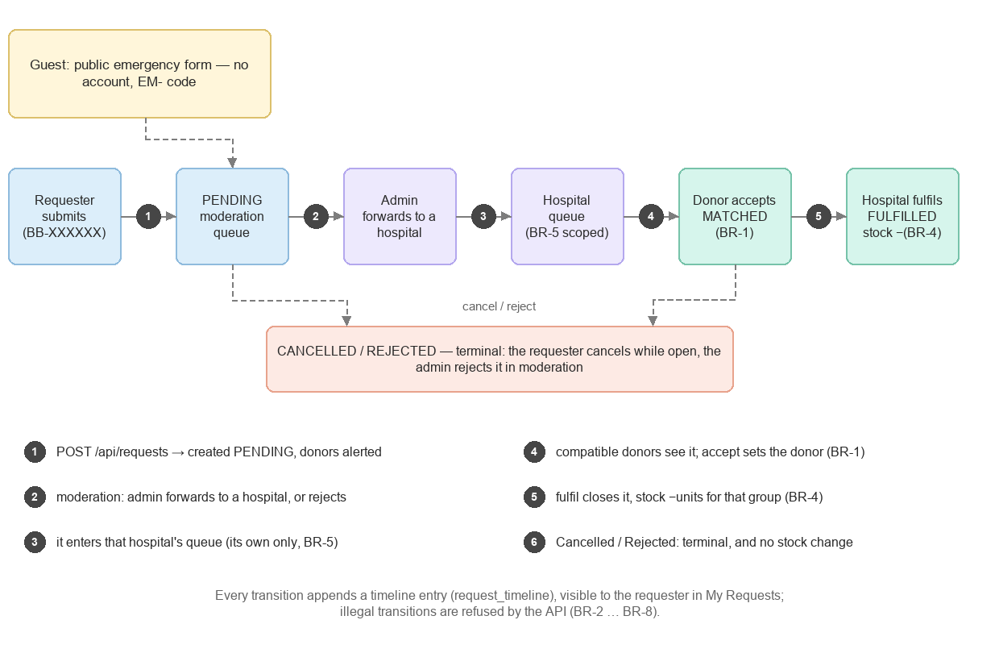 Guest: public emergency form — no
account, EM- code
Requester
submits
(BB-XXXXXX)
1
PENDING
moderation
queue
2
Admin
forwards to a
hospital
3
Hospital
queue
(BR-5 scoped)
4
Donor accepts
MATCHED
(BR-1)
5
Hospital fulfils
FULFILLED
stock −(BR-4)
cancel / reject
CANCELLED / REJECTED — terminal: the requester cancels while open, the
admin rejects it in moderation
1 POST /api/requests → created PENDING, donors alerted
2 moderation: admin forwards to a hospital, or rejects
3 it enters that hospital's queue (its own only, BR-5)
4 compatible donors see it; accept sets the donor (BR-1)
5 fulfil closes it, stock −units for that group (BR-4)
6 Cancelled / Rejected: terminal, and no stock change
Every transition appends a timeline entry (request_timeline), visible to the requester in My Requests;
illegal transitions are refused by the API (BR-2 … BR-8).